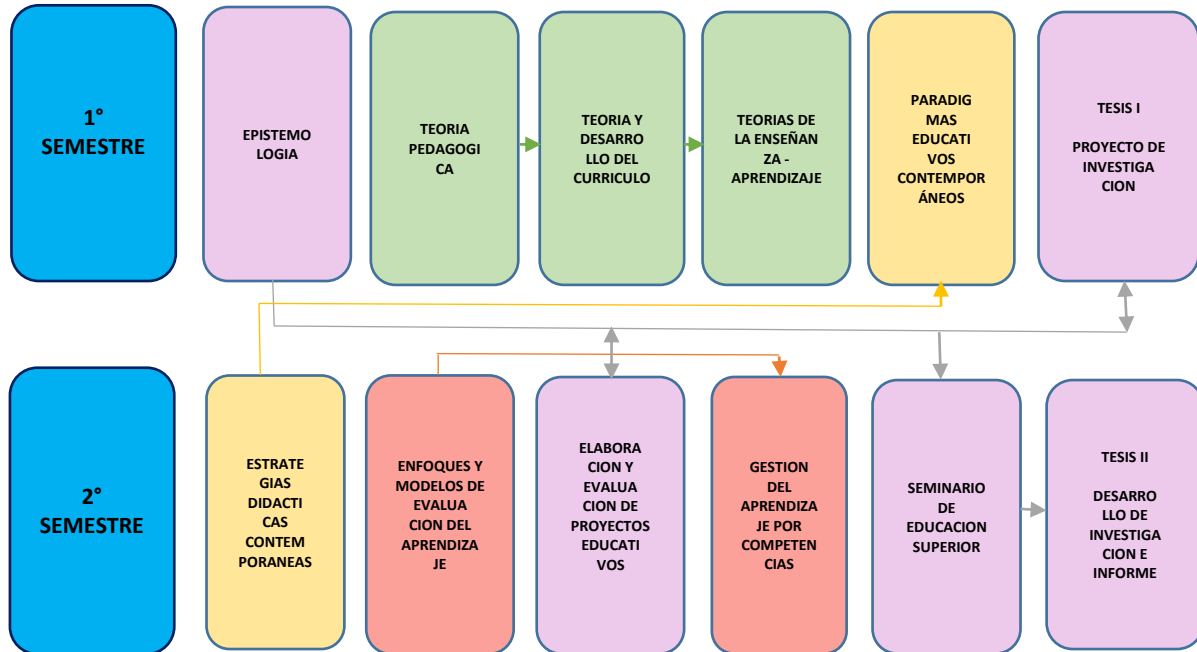 1°
SEMESTRE
EPISTEMO
LOGIA
TEORIA
PEDAGOGI
CA
TEORIA Y
DESARRO
LLO DEL
CURRICULO
TEORIAS DE
LA ENSEÑAN
ZA -
APRENDIZAJE
PARADIG
MAS
EDUCATI
VOS
CONTEMPOR
ÁNEOS
TESIS I
PROYECTO DE
INVESTIGA
CION
2°
SEMESTRE
ESTRATE
GIAS
DIDACTI
CAS
CONTEM
PORANEAS
ENFOQUES Y
MODELOS DE
EVALUA
CION DEL
APRENDIZA
JE
ELABORA
CION Y
EVALUA
CION DE
PROYECTOS
EDUCATI
VOS
GESTION
DEL
APRENDIZA
JE POR
COMPETEN
CIAS
SEMINARIO
DE
EDUCACION
SUPERIOR
TESIS II
DESARRO
LLO DE
INVESTIGA
CION E
INFORME